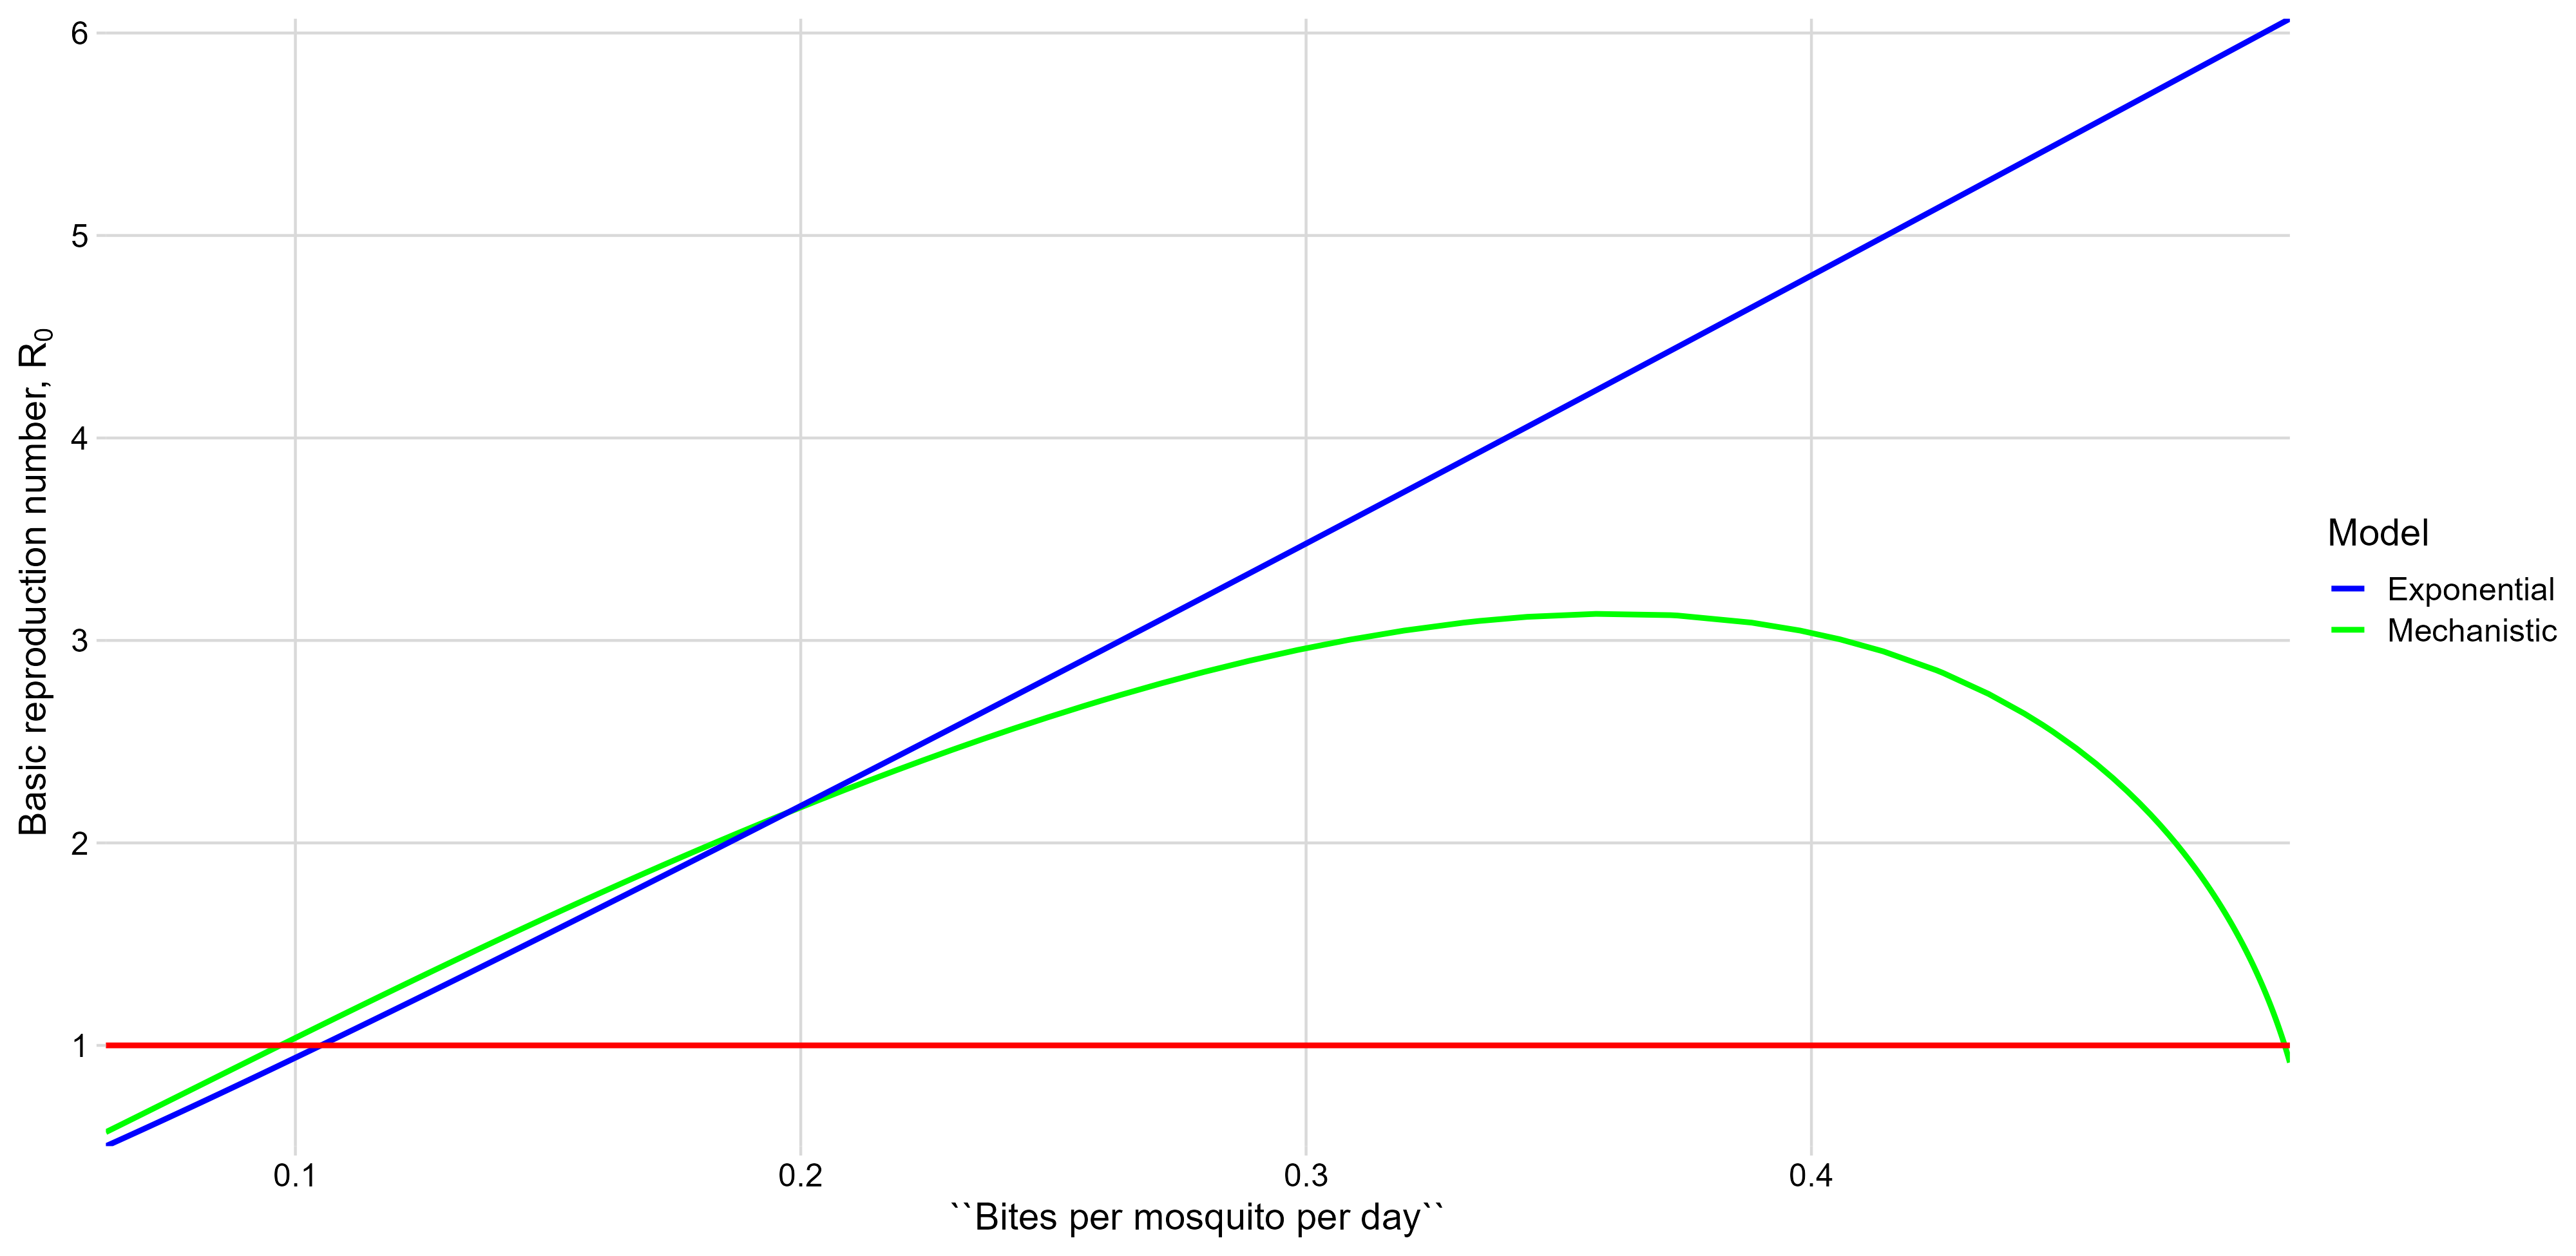 6
5
4
3
2
1
Basic reproduction number, R₀
0.1 0.2 0.3 0.4
``Bites per mosquito per day``
Model
Exponential
Mechanistic